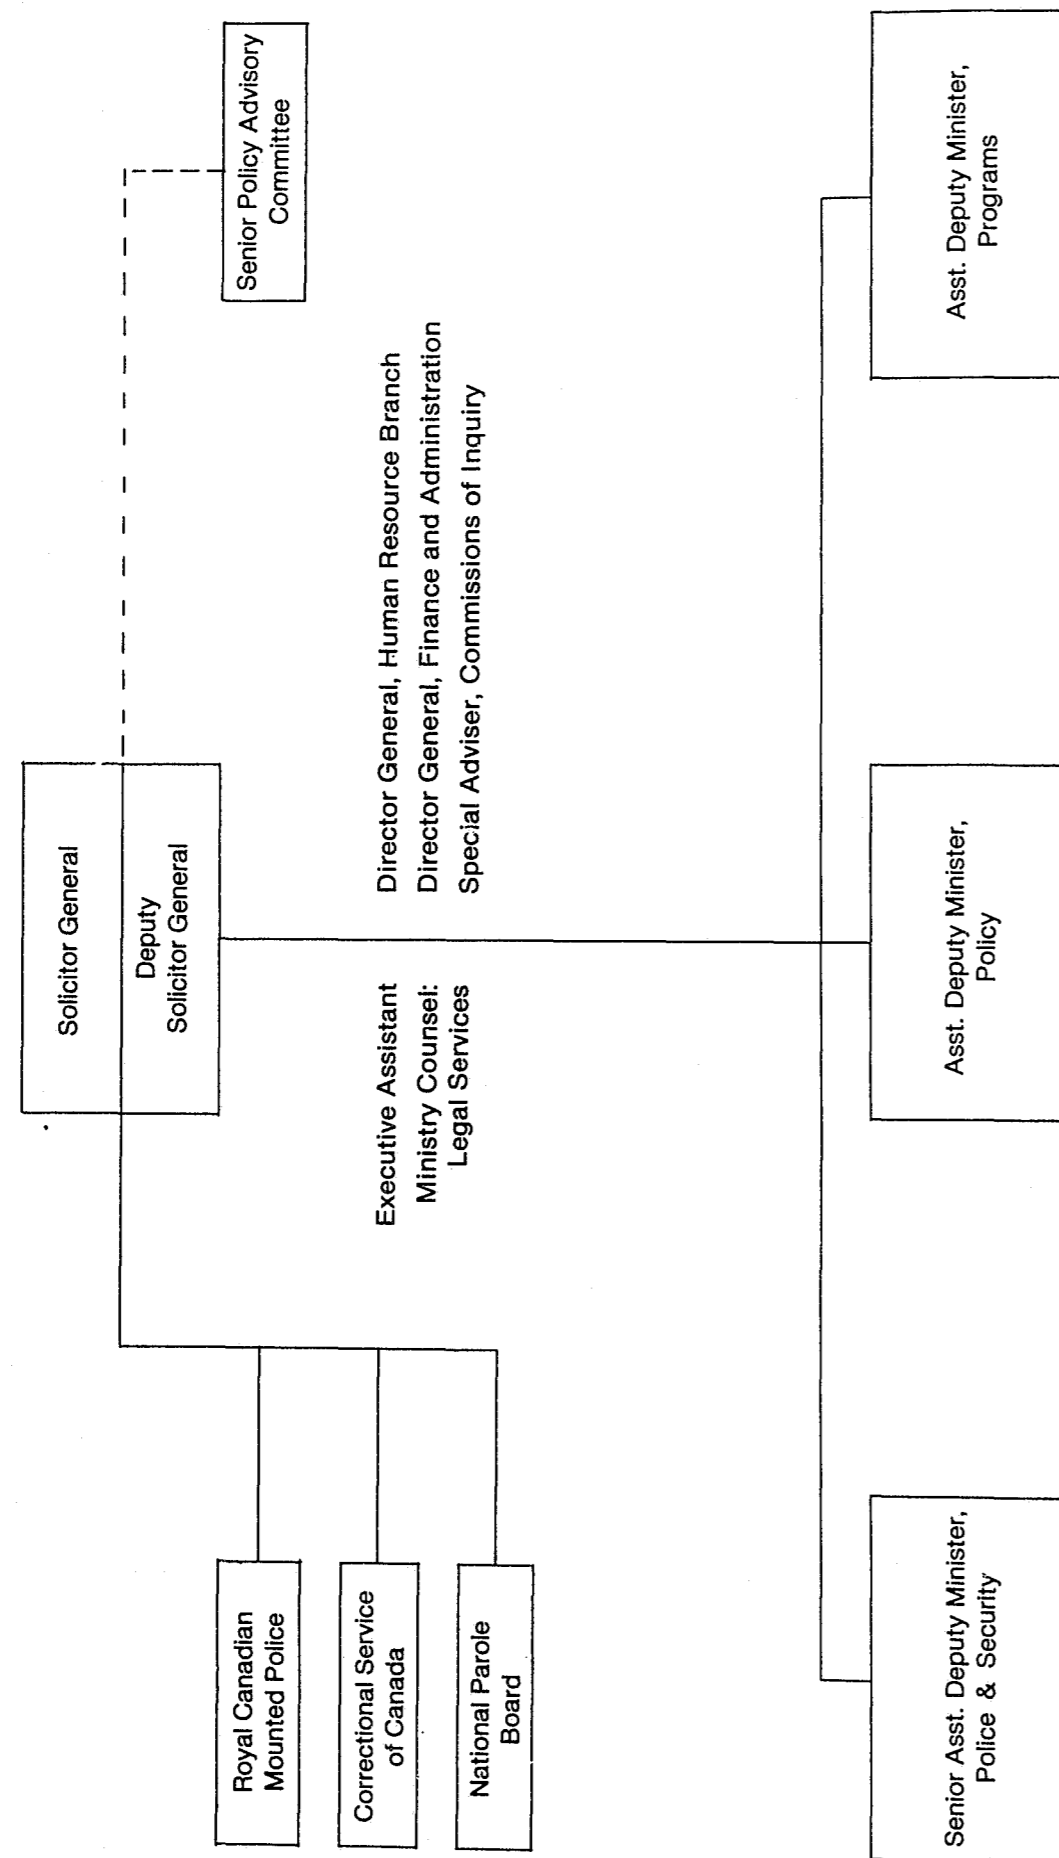 Solicitor General
Deputy
Solicitor General
Senior Policy Advisory
Committee
Royal Canadian
Mounted Police
Correctional Service
of Canada
National Parole
Board
Executive Assistant
Ministry Counsel:
Legal Services
Director General, Human Resource Branch
Director General, Finance and Administration
Special Adviser, Commissions of Inquiry
Senior Asst. Deputy Minister,
Police & Security
Asst. Deputy Minister,
Policy
Asst. Deputy Minister,
Programs